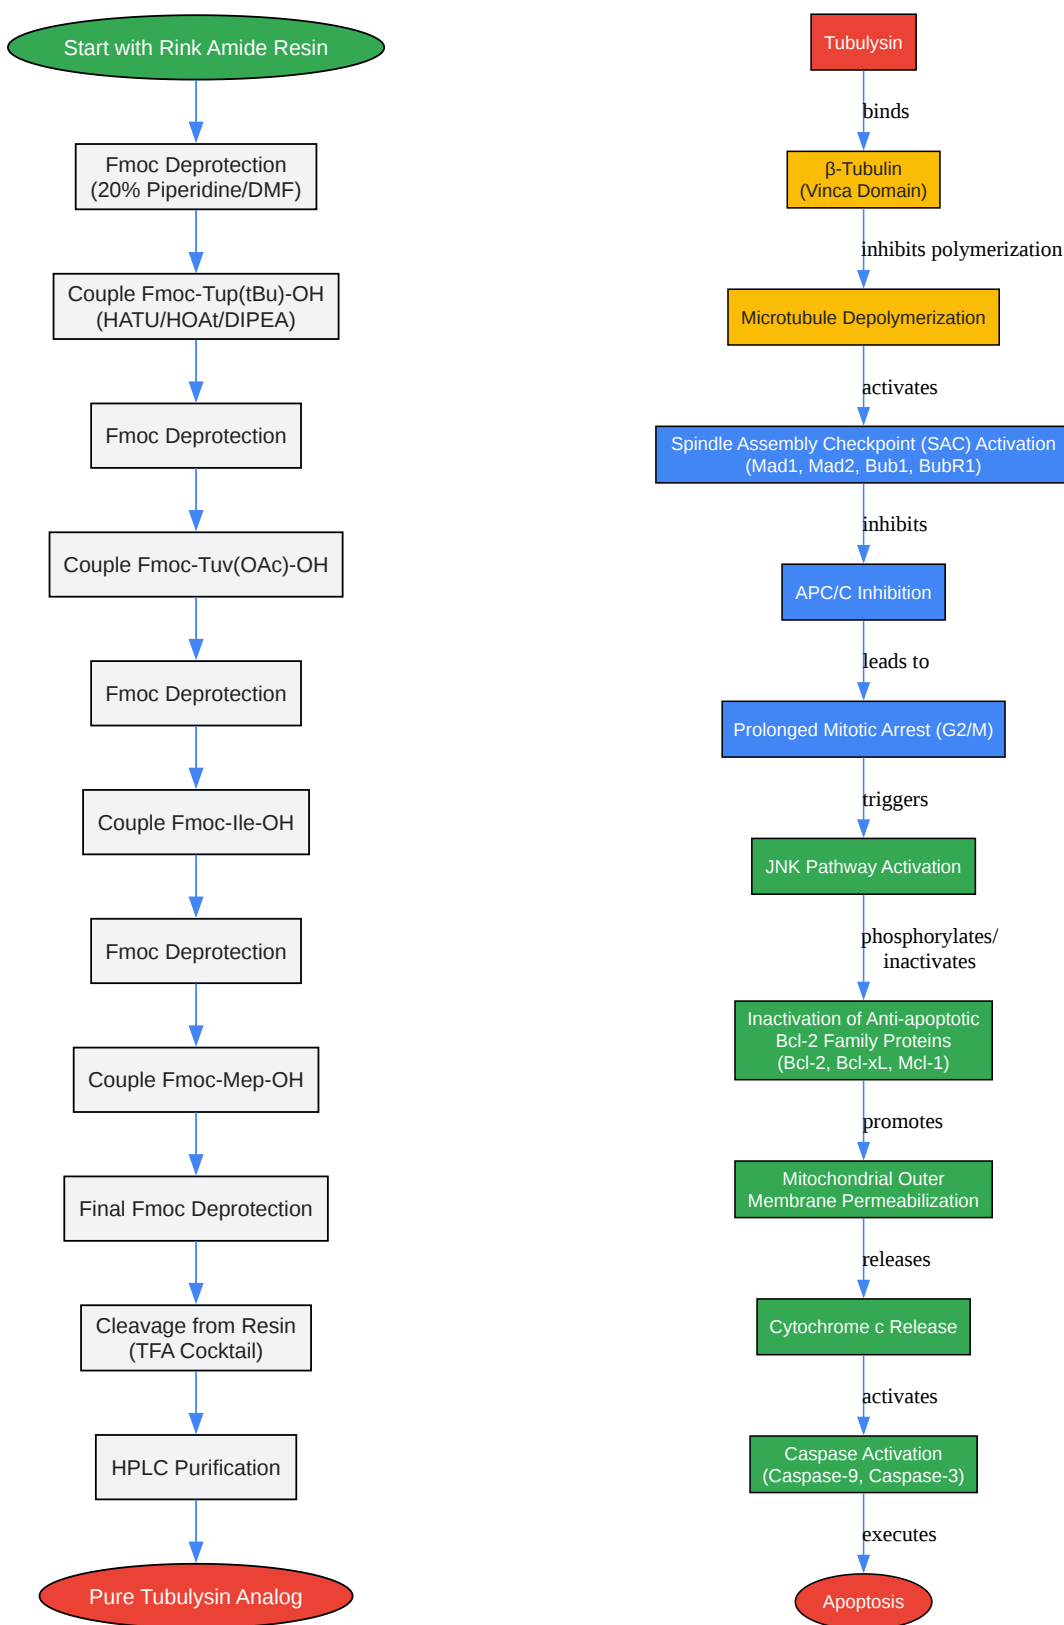 Start with Rink Amide Resin
Fmoc Deprotection
(20% Piperidine/DMF)
Couple Fmoc-Tup(tBu)-OH
(HATU/HOAt/DIPEA)
Fmoc Deprotection
Couple Fmoc-Tuv(OAc)-OH
Fmoc Deprotection
Couple Fmoc-Ile-OH
Fmoc Deprotection
Couple Fmoc-Mep-OH
Final Fmoc Deprotection
Cleavage from Resin
(TFA Cocktail)
HPLC Purification
Pure Tubulysin Analog
Tubulysin
binds
β-Tubulin
(Vinca Domain)
inhibits polymerization
Microtubule Depolymerization
activates
Spindle Assembly Checkpoint (SAC) Activation
(Mad1, Mad2, Bub1, BubR1)
inhibits
APC/C Inhibition
leads to
Prolonged Mitotic Arrest (G2/M)
triggers
JNK Pathway Activation
phosphorylates/
inactivates
Inactivation of Anti-apoptotic
Bcl-2 Family Proteins
(Bcl-2, Bcl-xL, Mcl-1)
promotes
Mitochondrial Outer
Membrane Permeabilization
releases
Cytochrome c Release
activates
Caspase Activation
(Caspase-9, Caspase-3)
executes
Apoptosis